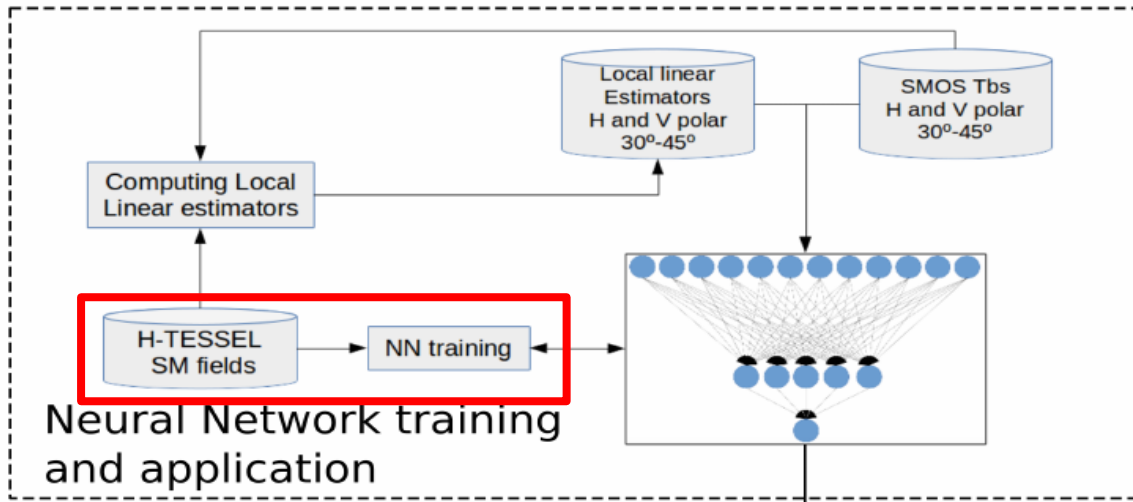 Local linear
Estimators
H and V polar
30º-45º
SMOS Tbs
H and V polar
30º-45º
Computing Local
Linear estimators
H-TESSEL
SM fields
NN training
Neural Network training
and application